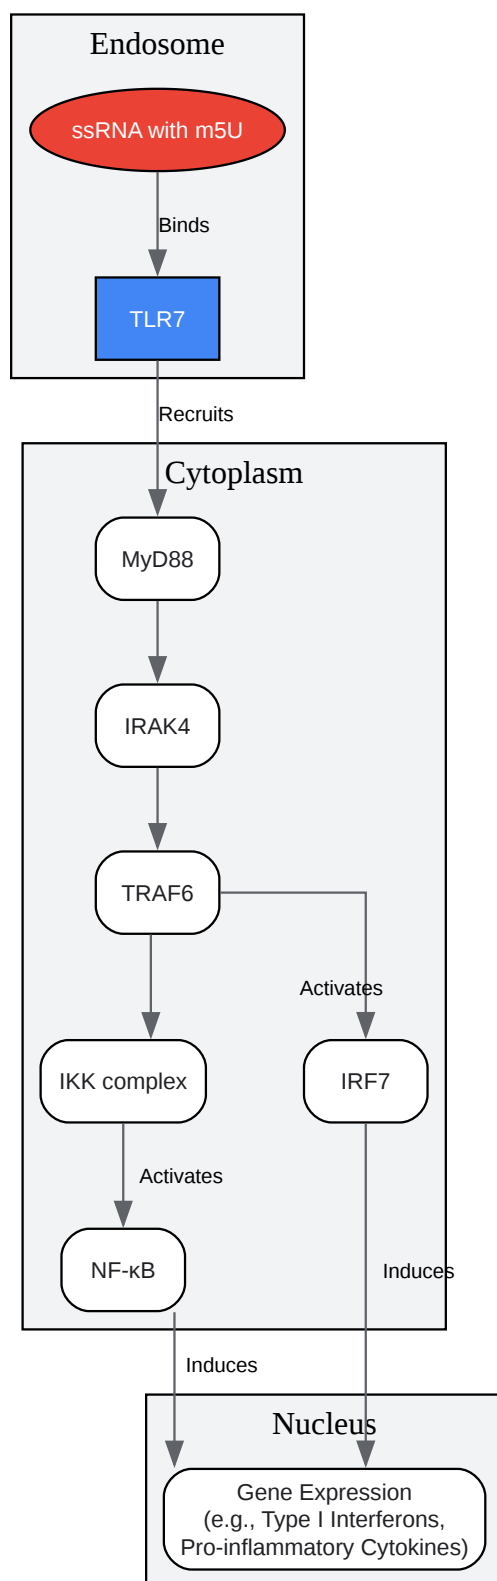 Endosome
ssRNA with m5U
Binds
TLR7
Recruits
Cytoplasm
MyD88
IRAK4
TRAF6
Activates
IKK complex
IRF7
Activates
NF-κB
Induces
Induces
Nucleus
Gene Expression
(e.g., Type I Interferons,
Pro-inflammatory Cytokines)